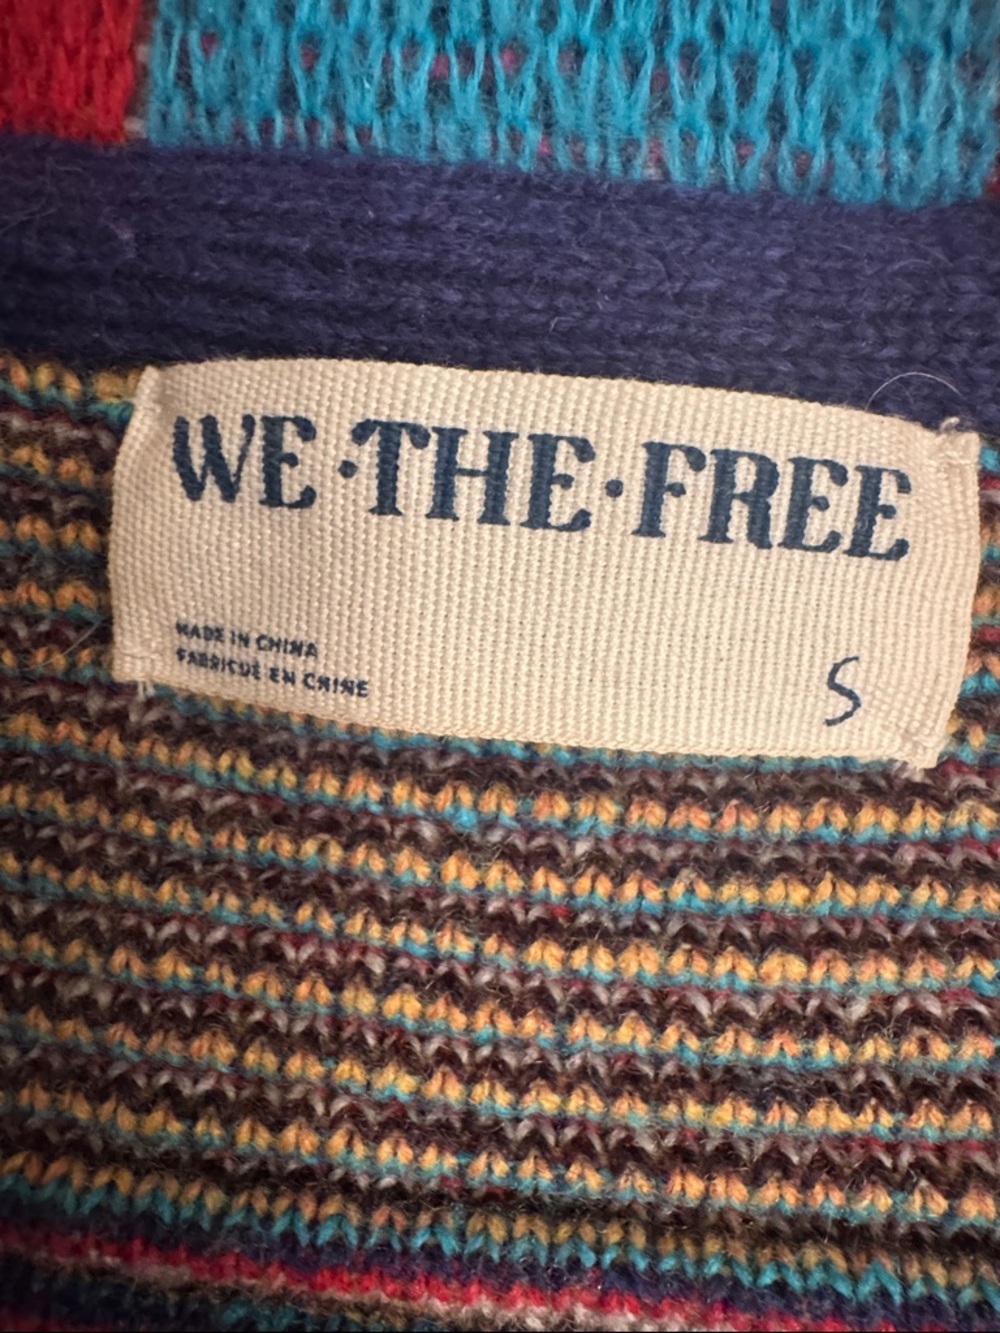 WE·THE·FREE
MADE IN CHINA
FABRIQUÉ EN CHINE
S